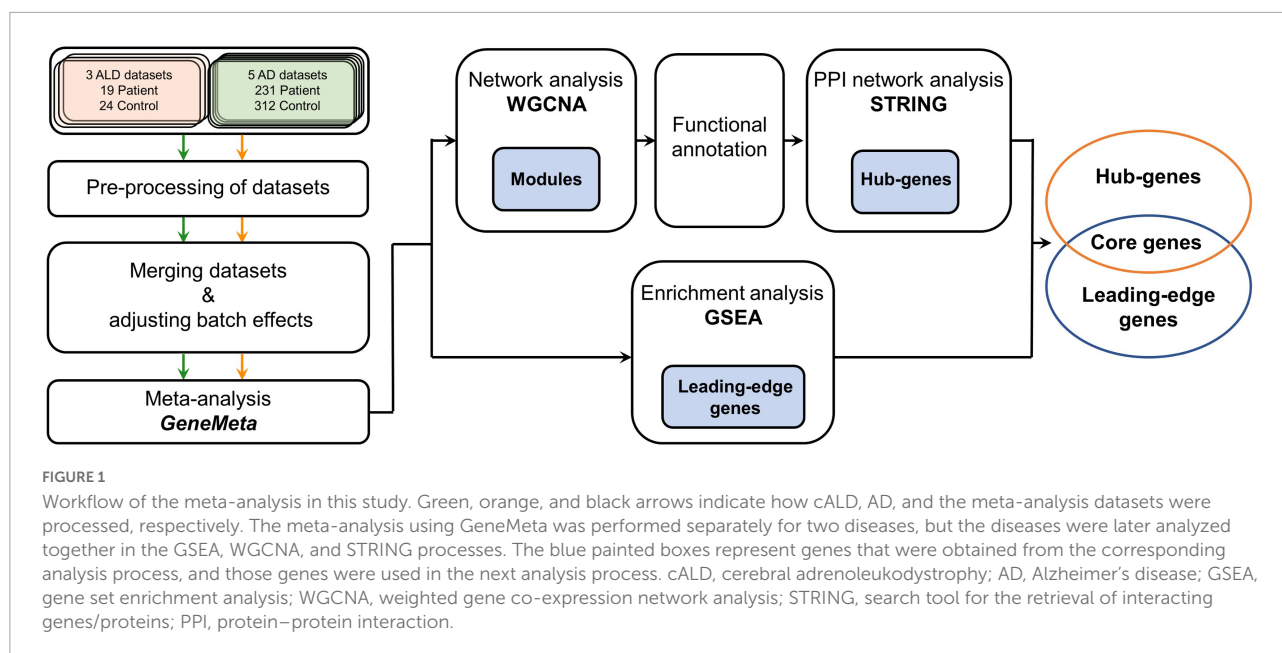 3 ALD datasets
19 Patient
24 Control
5 AD datasets
231 Patient
312 Control
Pre-processing of datasets
Merging datasets
&
adjusting batch effects
Meta-analysis
GeneMeta
Network analysis
WGCNA
Modules
Functional
annotation
PPI network analysis
STRING
Hub-genes
Enrichment analysis
GSEA
Leading-edge
genes
Hub-genes
Core genes
Leading-edge
genes
FIGURE 1
Workflow of the meta-analysis in this study. Green, orange, and black arrows indicate how cALD, AD, and the meta-analysis datasets were
processed, respectively. The meta-analysis using GeneMeta was performed separately for two diseases, but the diseases were later analyzed
together in the GSEA, WGCNA, and STRING processes. The blue painted boxes represent genes that were obtained from the corresponding
analysis process, and those genes were used in the next analysis process. cALD, cerebral adrenoleukodystrophy; AD, Alzheimer's disease; GSEA,
gene set enrichment analysis; WGCNA, weighted gene co-expression network analysis; STRING, search tool for the retrieval of interacting
genes/proteins; PPI, protein–protein interaction.